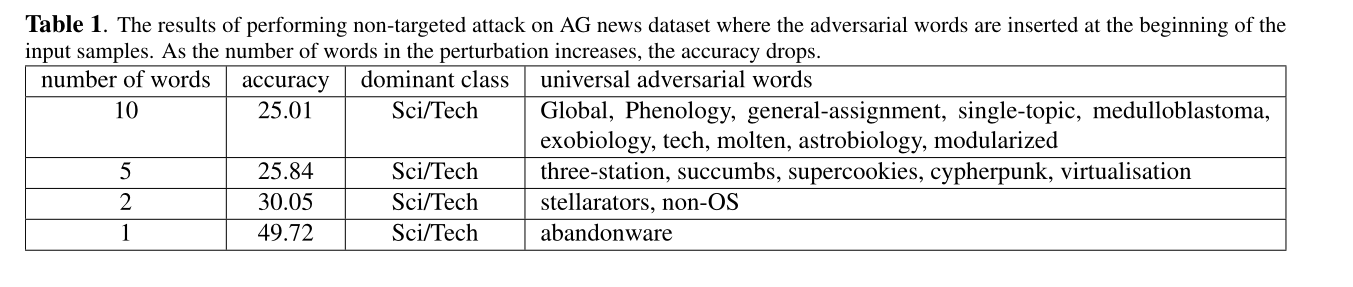 Table 1. The results of performing non-targeted attack on AG news dataset where the adversarial words are inserted at the beginning of the
input samples. As the number of words in the perturbation increases, the accuracy drops.
number of words accuracy dominant class universal adversarial words
10 25.01 Sci/Tech Global, Phenology, general-assignment, single-topic, medulloblastoma,
exobiology, tech, molten, astrobiology, modularized
5 25.84 Sci/Tech three-station, succumbs, supercookies, cypherpunk, virtualisation
2 30.05 Sci/Tech stellarators, non-OS
1 49.72 Sci/Tech abandonware